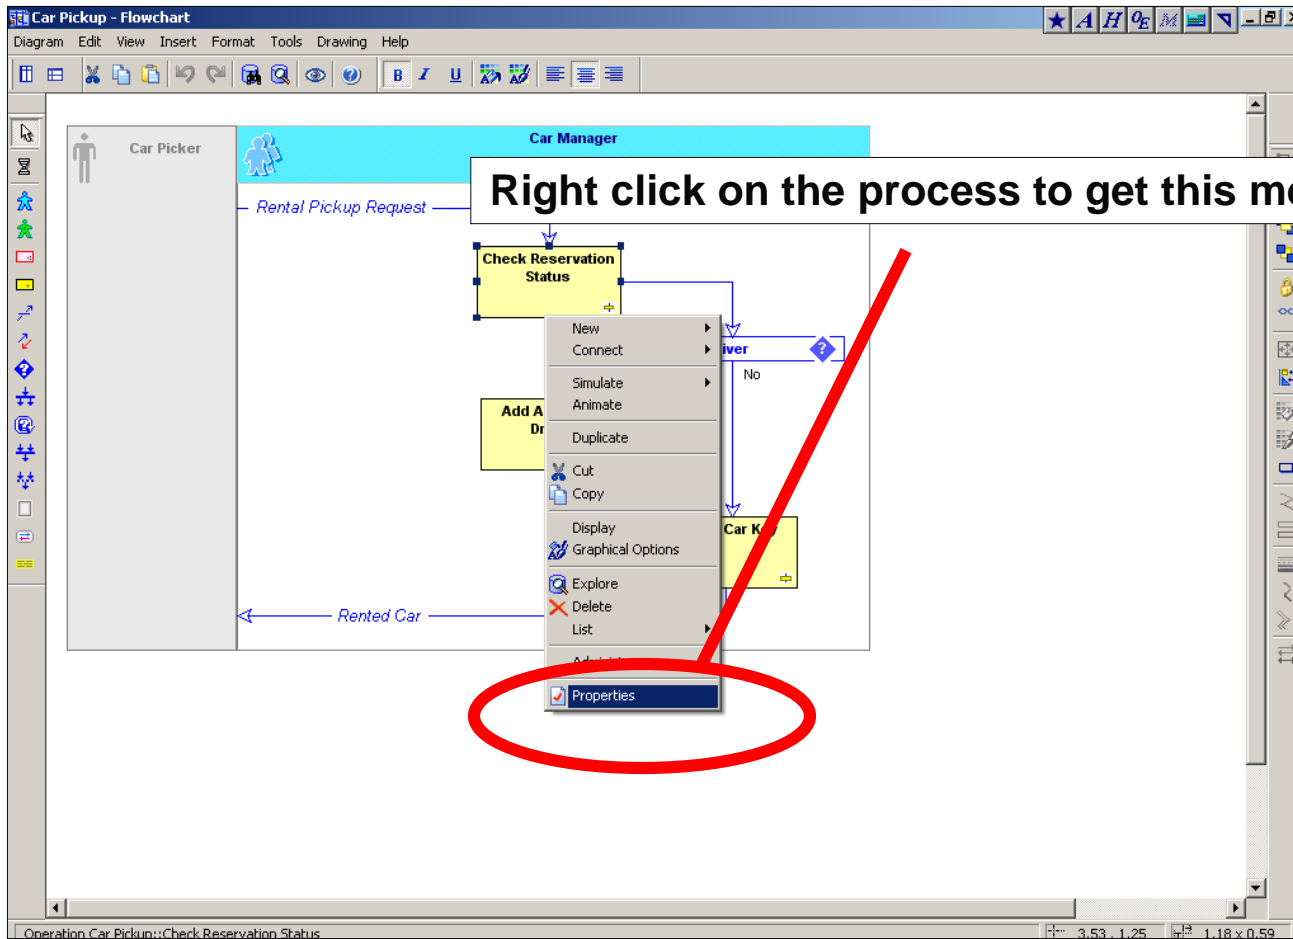 Car Pickup - Flowchart
A H OE M
Diagram Edit View Insert Format Tools Drawing Help
B I U
Car Picker
Car Manager
Right click on the process to get this
Rental Pickup Request
Check Reservation
Status
New
Connect
iver
?
No
Simulate
Animate
Add A
Dr
Duplicate
Cut
Copy
Display
Car Key
Graphical Options
Explore
Delete
Rented Car
List
Properties
Operation Car Pickup::Check Reservation Status
3.53 , 1.25
1.18 x 0.59